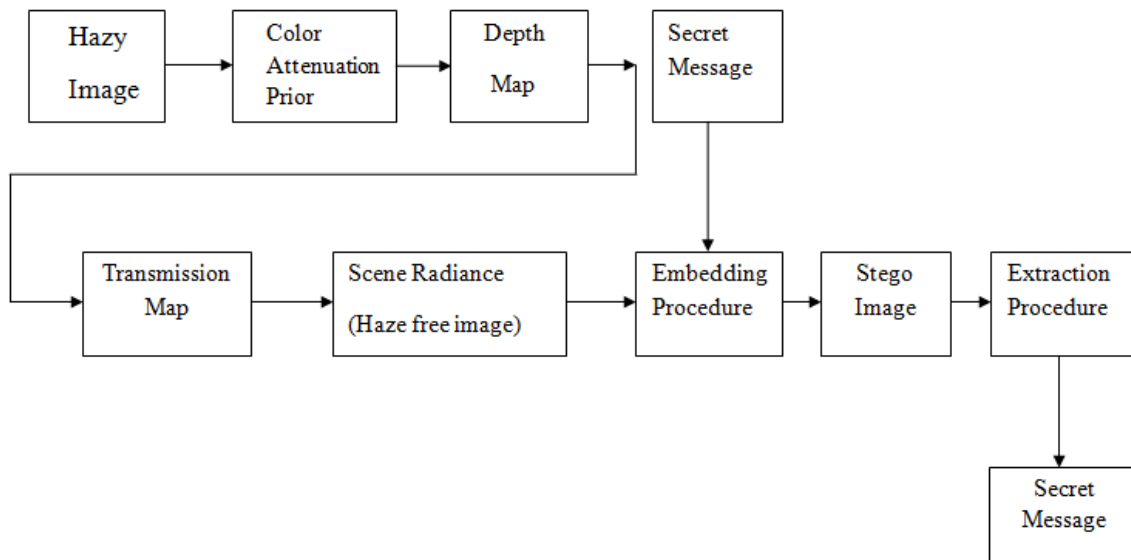 Hazy
Image
Color
Attenuation
Prior
Depth
Map
Secret
Message
Transmission
Map
Scene Radiance
(Haze free image)
Embedding
Procedure
Stego
Image
Extraction
Procedure
Secret
Message